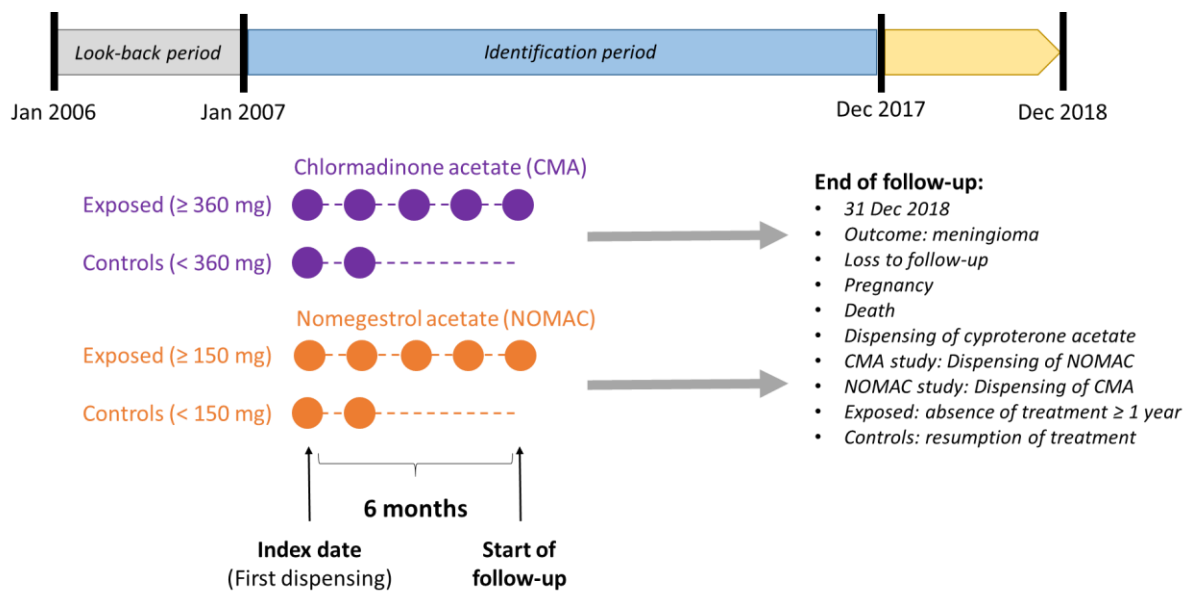 Look-back period
Identification period
Jan 2006
Jan 2007
Dec 2017
Dec 2018
Chlormadinone acetate (CMA)
Exposed (≥ 360 mg)
Controls (< 360 mg)
Nomegestrol acetate (NOMAC)
Exposed (≥ 150 mg)
Controls (< 150 mg)
6 months
Index date
(First dispensing)
Start of
follow-up
End of follow-up:
• 31 Dec 2018
• Outcome: meningioma
• Loss to follow-up
• Pregnancy
• Death
• Dispensing of cyproterone acetate
• CMA study: Dispensing of NOMAC
• NOMAC study: Dispensing of CMA
• Exposed: absence of treatment ≥ 1 year
• Controls: resumption of treatment